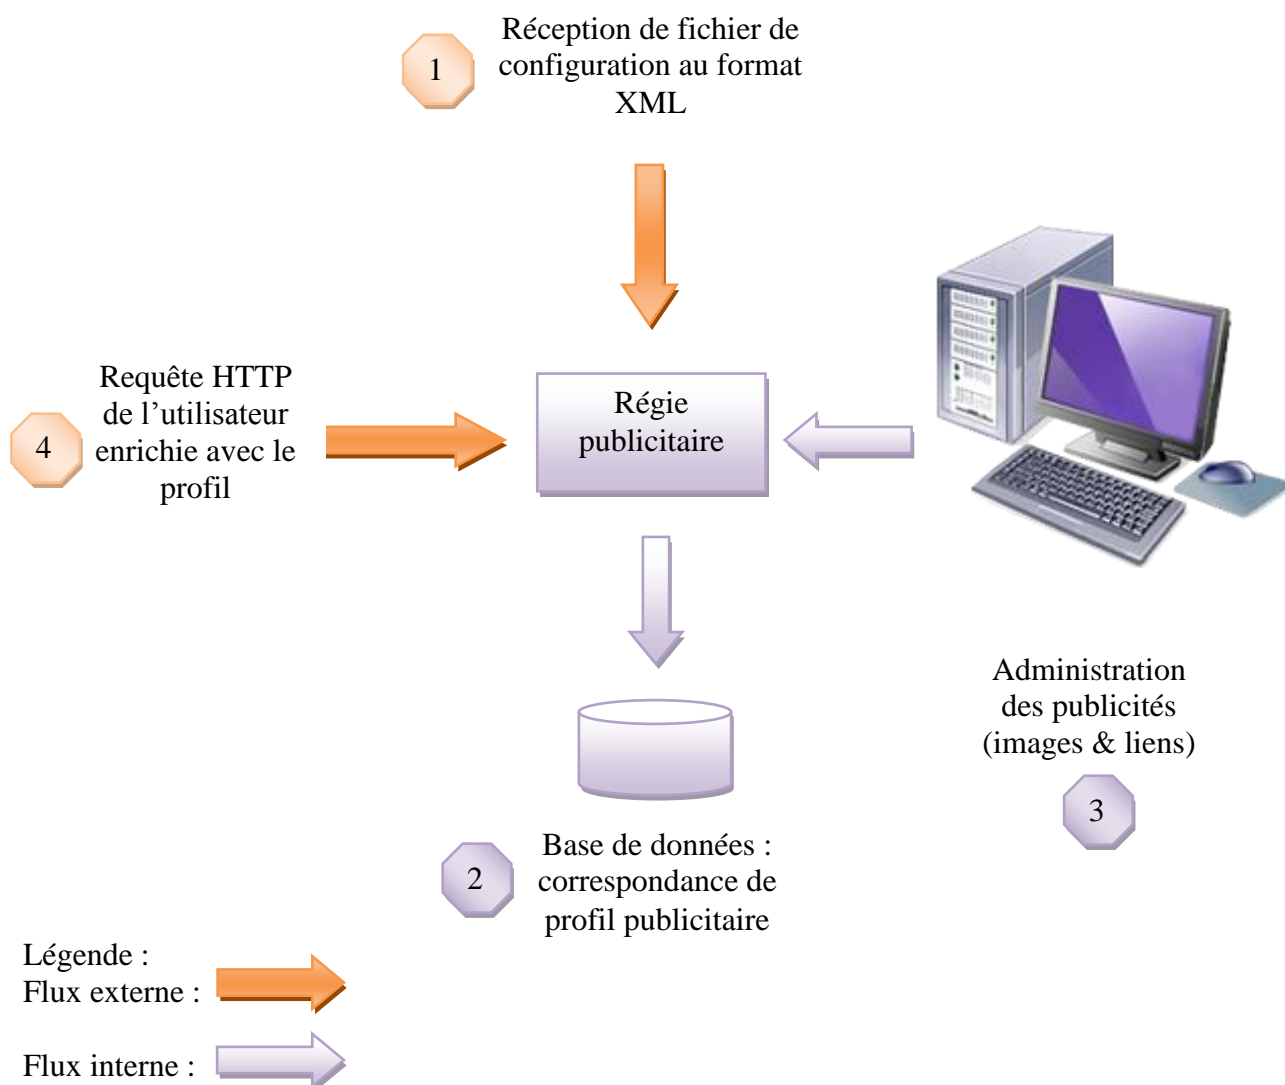 Réception de fichier de
configuration au format
XML
1
Requête HTTP
de l’utilisateur
enrichie avec le
profil
4
Régie
publicitaire
Administration
des publicités
(images & liens)
3
Base de données :
correspondance de
profil publicitaire
2
Légende :
Flux externe :
Flux interne :